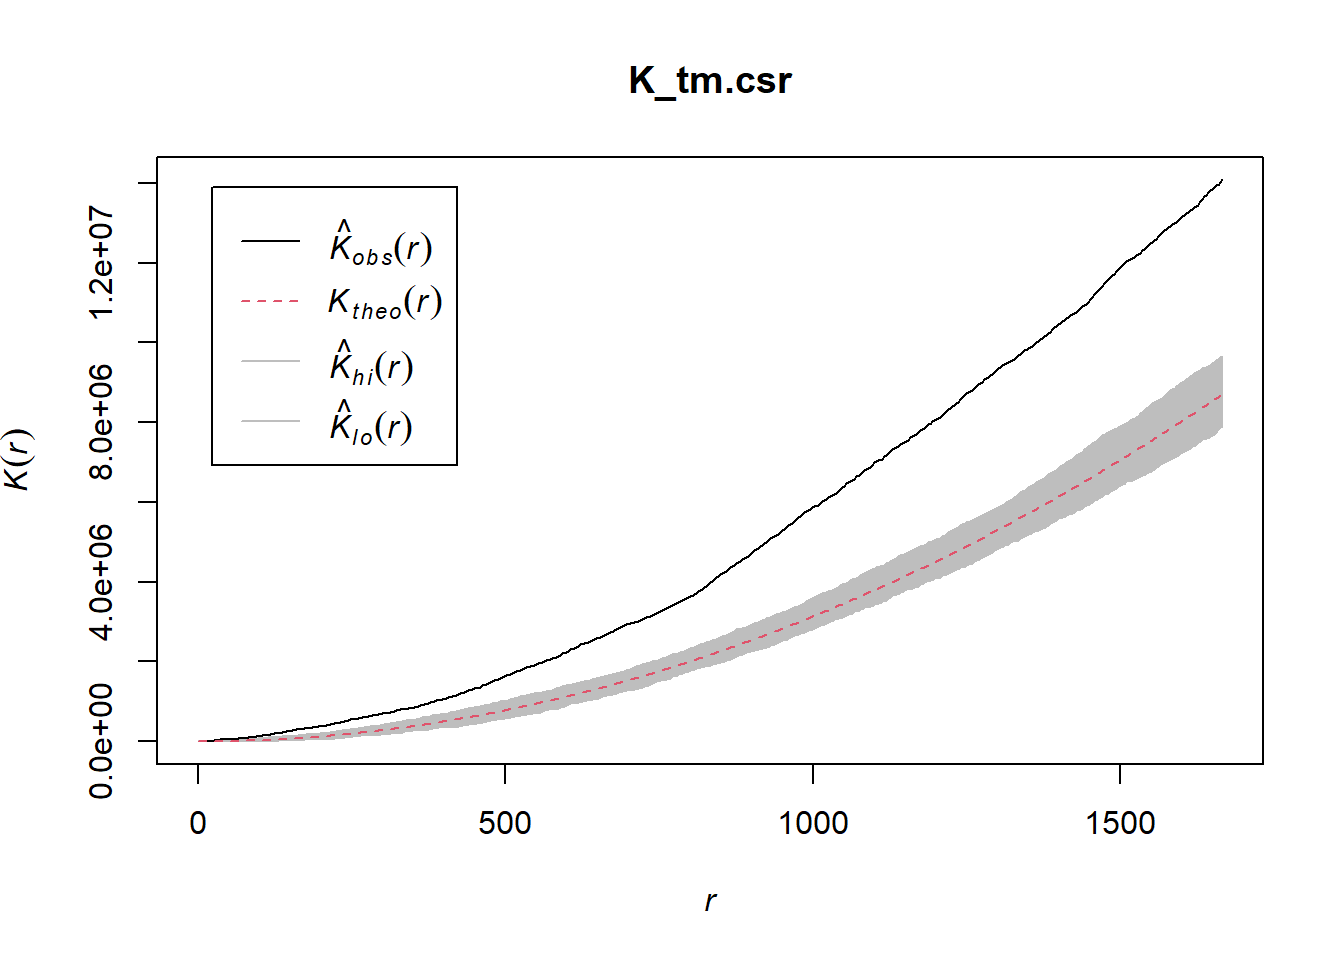 K_tm.csr
K̂obs(r)
Ktheo(r)
K̂hi(r)
K̂lo(r)
K(r)
1.2e+07
8.0e+06
4.0e+06
0.0e+00
0 500 1000 1500
r